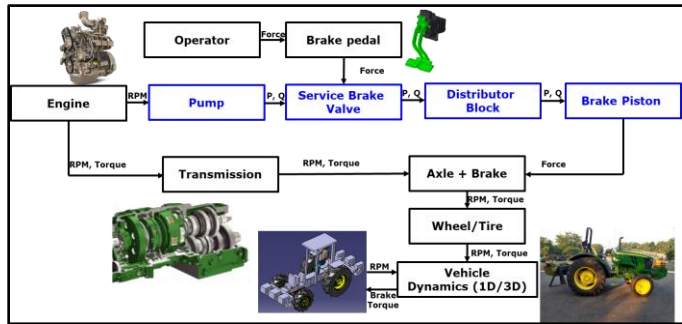 Operator
Force
Brake pedal
Force
Engine
RPM
Pump
P, Q
Service Brake
Valve
P, Q
Distributor
Block
P, Q
Brake Piston
RPM, Torque
Transmission
RPM, Torque
Axle + Brake
Force
RPM, Torque
Wheel/Tire
RPM, Torque
RPM
Vehicle
Dynamics (1D/3D)
Brake
Torque